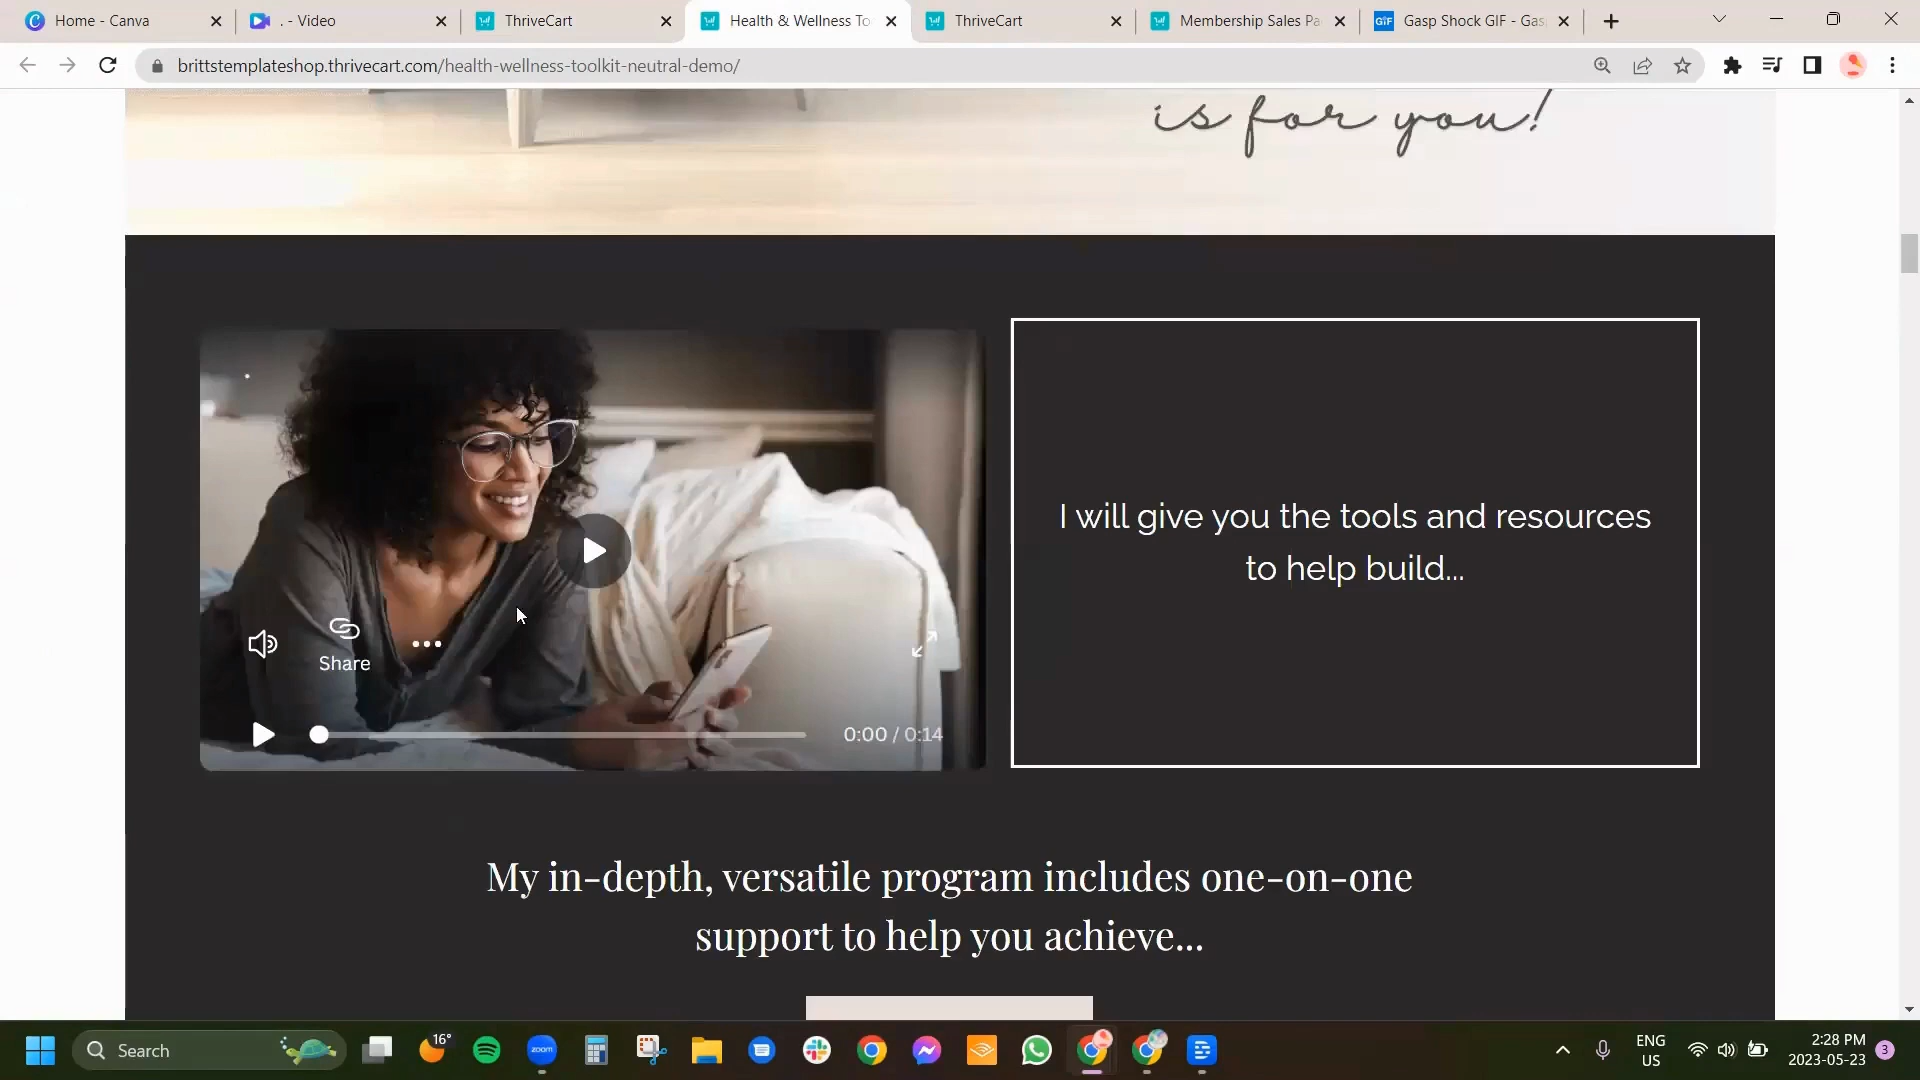 Home - Canva
. - Video
ThriveCart
Health & Wellness To
ThriveCart
Membership Sales Pa
GIF
Gasp Shock GIF - Gas
brittstemplateshop.thrivecart.com/health-wellness-toolkit-neutral-demo/
is for you!
I will give you the tools and resources
to help build...
Share
0:00 / 0:14
My in-depth, versatile program includes one-on-one
support to help you achieve...
Search
16°
zoom
ENG
US
2:28 PM
2023-05-23
3